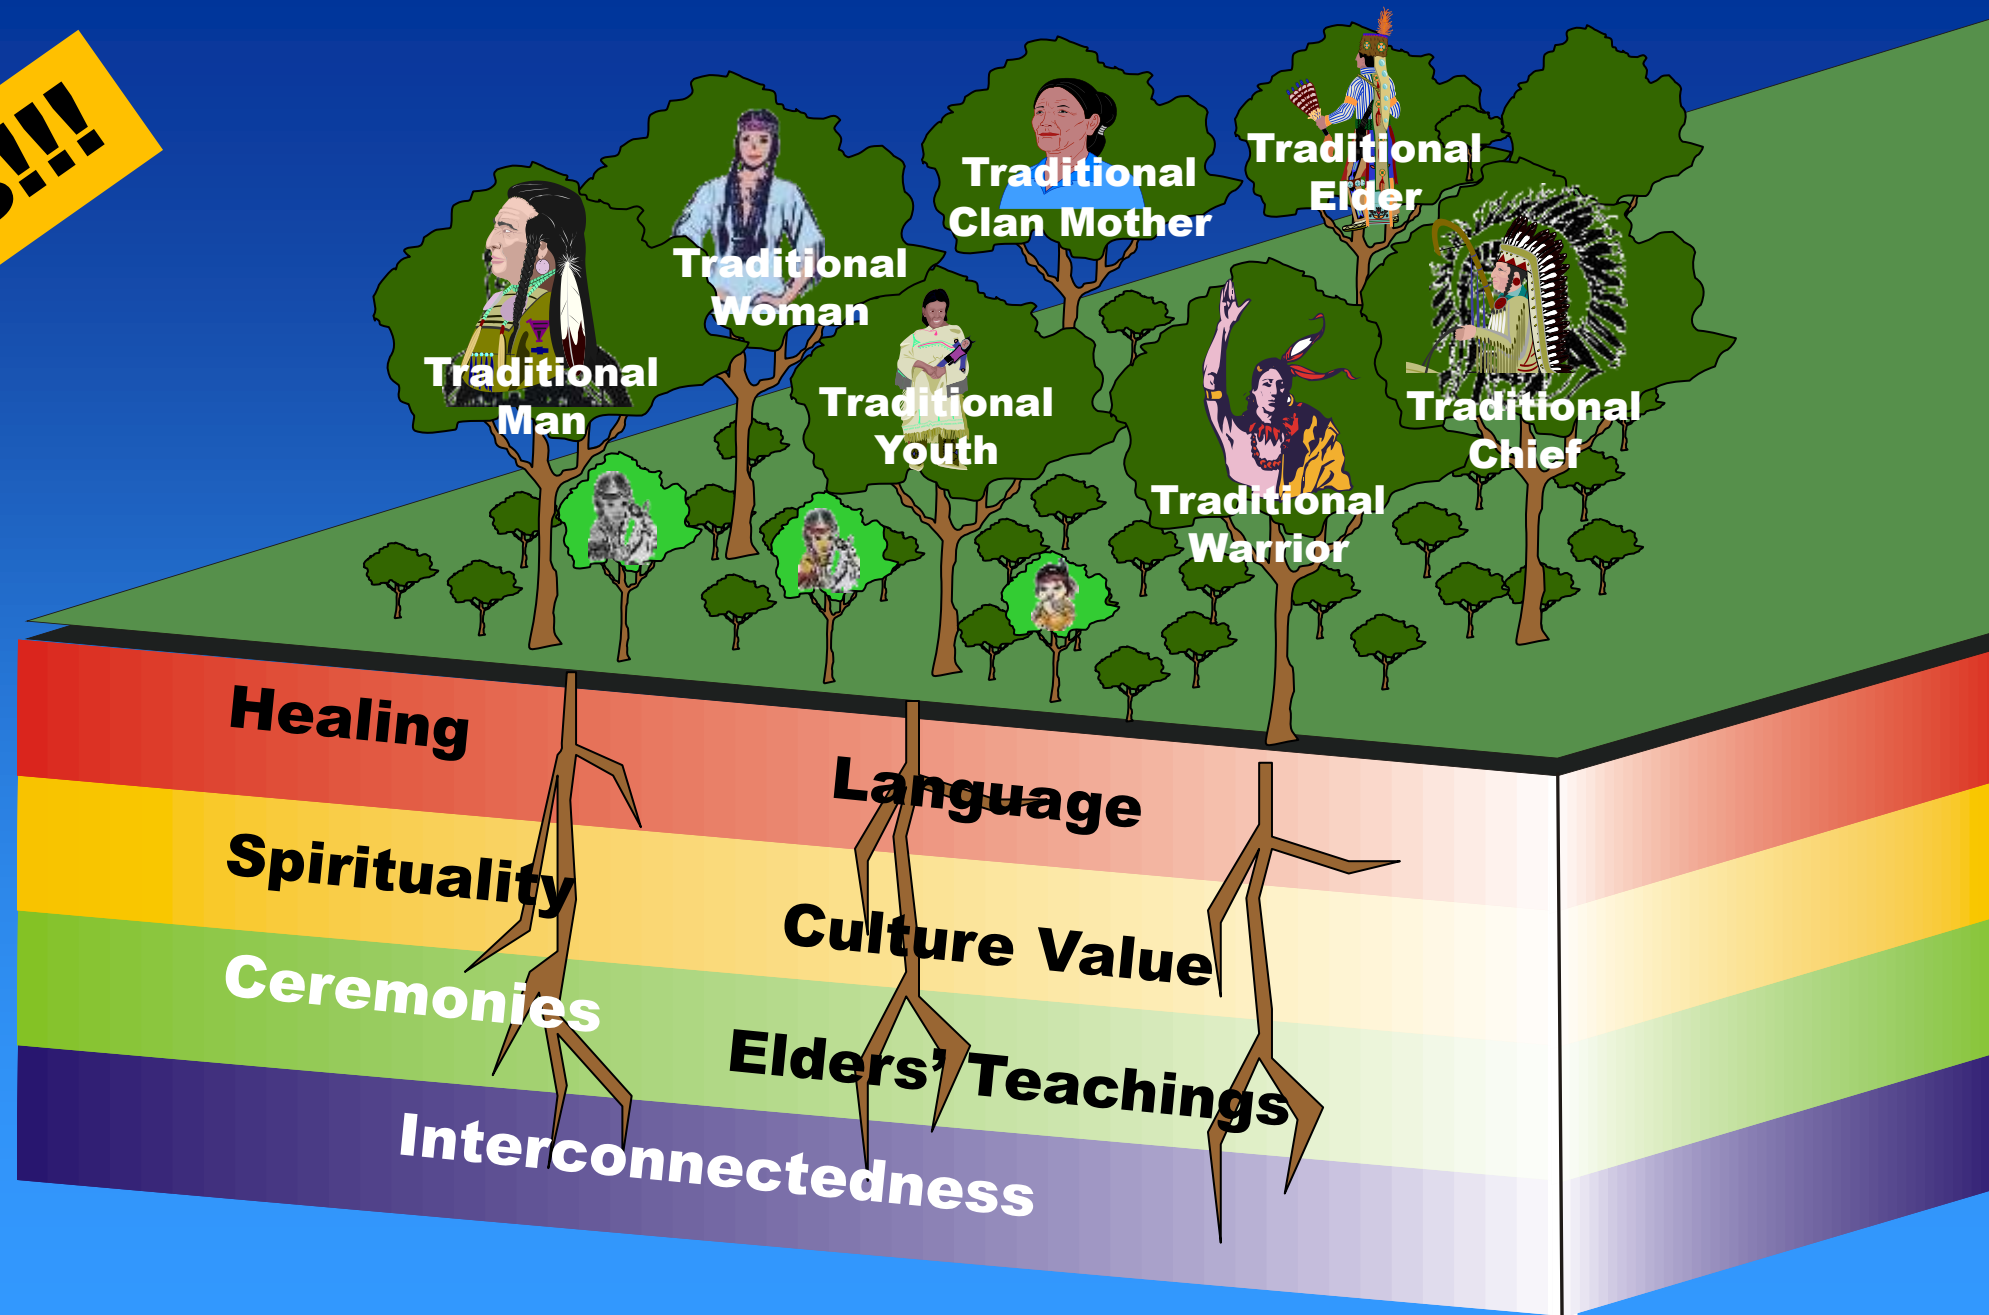 S!!!
Traditional
Elder
Traditional
Clan Mother
Traditional
Woman
Traditional
Man
Traditional
Youth
Traditional
Chief
Traditional
Warrior
Healing
Language
Spirituality
Culture Value
Ceremonies
Elders’ Teachings
Interconnectedness